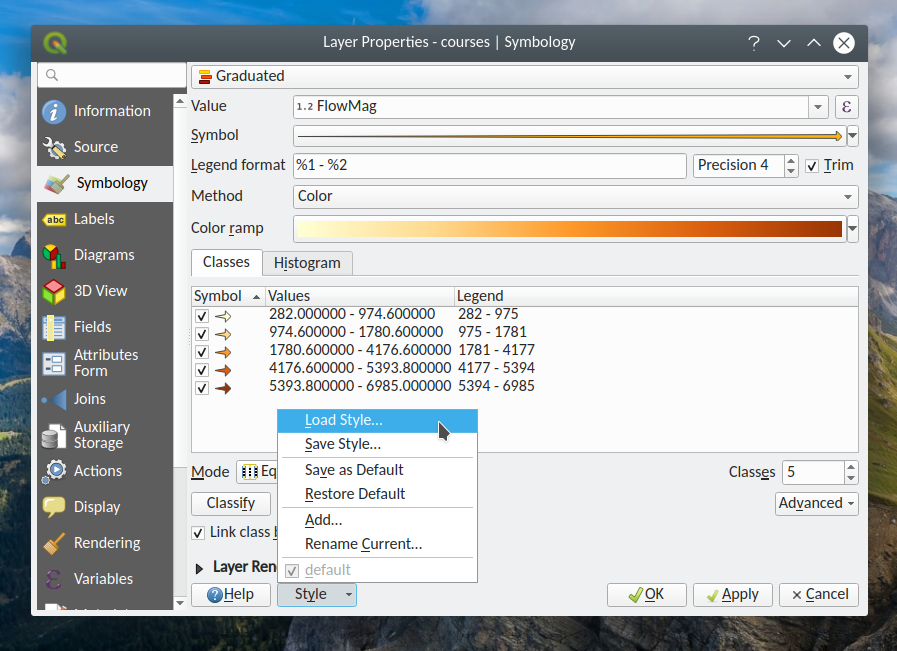 Layer Properties - courses | Symbology
Information
Source
Symbology
Labels
abc
Diagrams
3D View
Fields
Attributes
Form
Joins
Auxiliary
Storage
Actions
Display
Rendering
Variables
Graduated
Value
1.2 FlowMag
ε
Symbol
Legend format
%1 - %2
Precision 4
Trim
Method
Color
Color ramp
Classes
Histogram
Symbol Values Legend
282.000000 - 974.600000 282 - 975
974.600000 - 1780.600000 975 - 1781
1780.600000 - 4176.600000 1781 - 4177
4176.600000 - 5393.800000 4177 - 5394
5393.800000 - 6985.000000 5394 - 6985
Mode
Eq
Classes 5
Classify
Advanced
Link class
Layer Ren
Load Style...
Save Style...
Save as Default
Restore Default
Add...
Rename Current...
default
Help
Style
OK
Apply
Cancel